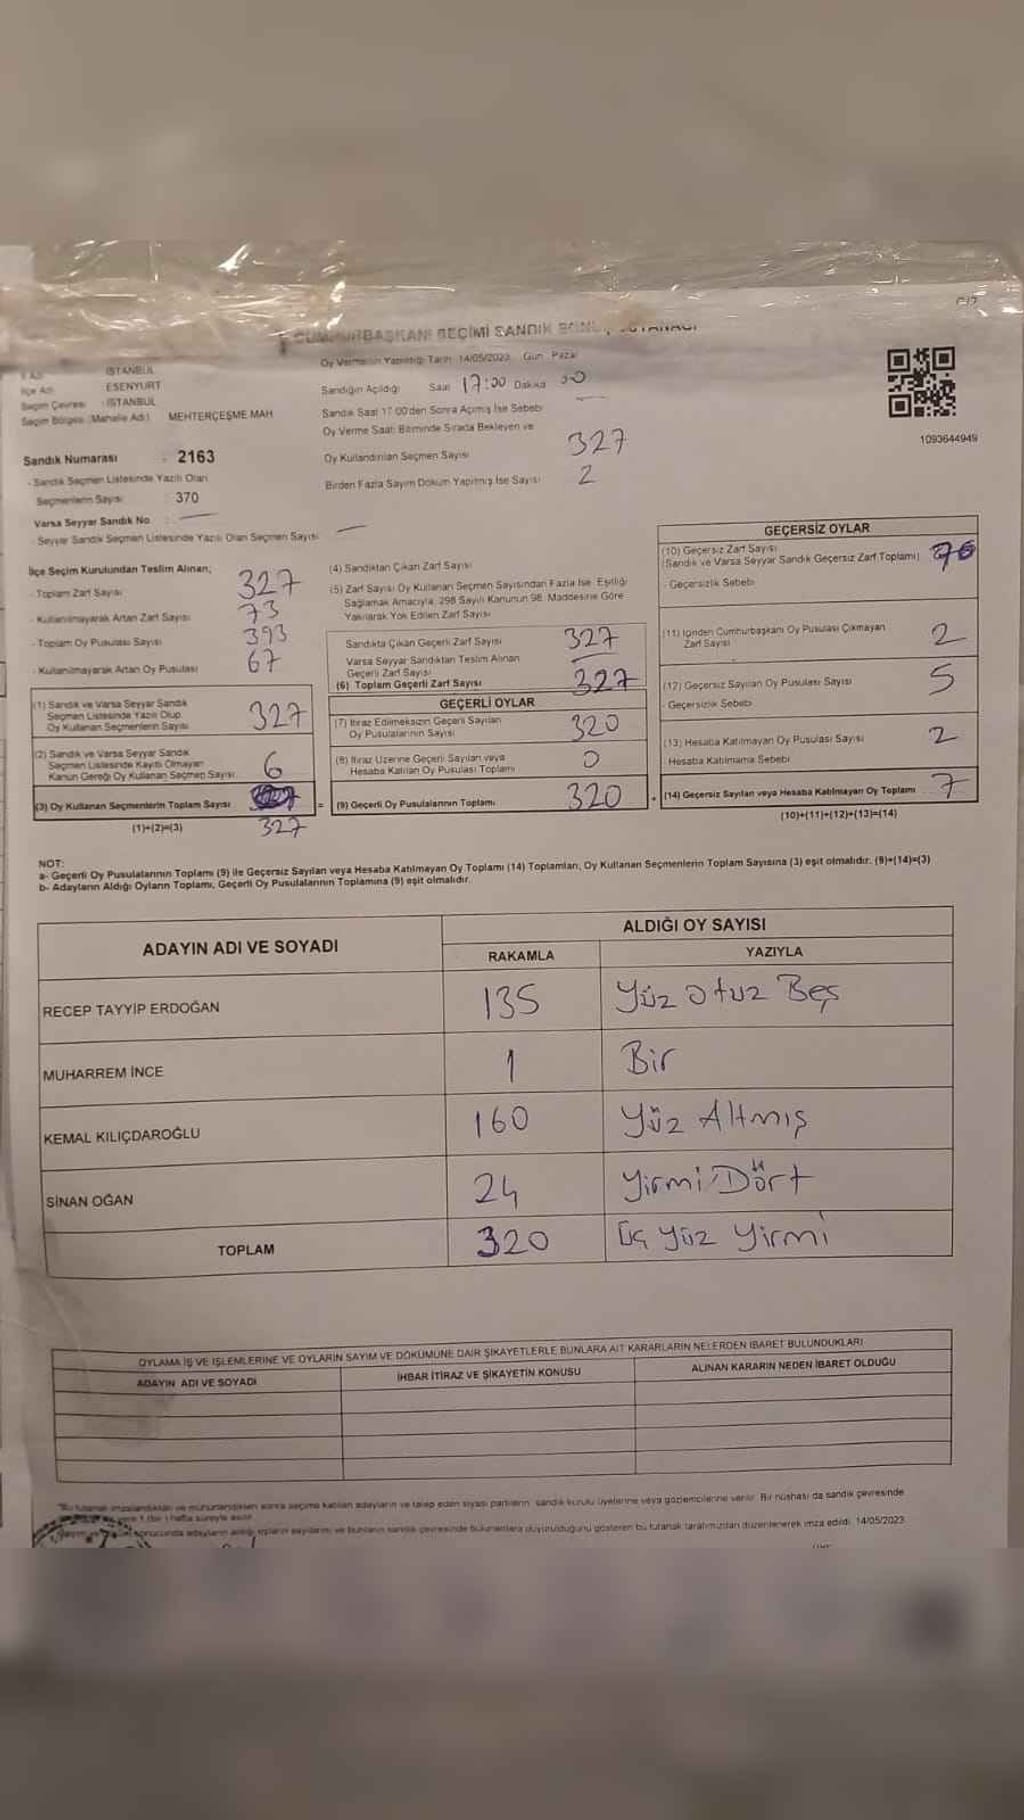 CUMHURBAŞKANI SEÇİMİ SANDIK SONUÇ TUTANAĞI
İSTANBUL
İlçe Adı ESENYURT
Seçim Çevresi : İSTANBUL
Seçim Bölgesi (Mahalle Adı) MEHTERÇEŞME MAH
Sandık Numarası : 2163
- Sandık Seçmen Listesinde Yazılı Olan
Seçmenlerin Sayısı 370
Varsa Seyyar Sandık No
- Seyyar Sandık Seçmen Listesinde Yazılı Olan Seçmen Sayısı
Oy Vermenin Yapıldığı Tarih 14/05/2023 Gün Pazar
Sandığın Açıldığı Saat 17:00 Dakika
Sandık Saat 17:00'den Sonra Açılmış İse Sebebi
Oy Verme Saati Bitiminde Sırada Bekleyen ve
Oy Kullandırılan Seçmen Sayısı 327
Birden Fazla Sayım Döküm Yapılmış İse Sayısı 2
1093644949
İlçe Seçim Kurulundan Teslim Alınan;
- Toplam Zarf Sayısı 327
- Kullanılmayarak Artan Zarf Sayısı 73
- Toplam Oy Pusulası Sayısı 393
- Kullanılmayarak Artan Oy Pusulası 67
(1) Sandık ve Varsa Seyyar Sandık
Seçmen Listesinde Yazılı Olup
Oy Kullanan Seçmenlerin Sayısı 327
(2) Sandık ve Varsa Seyyar Sandık
Seçmen Listesinde Kayıtlı Olmayan
Kanun Gereği Oy Kullanan Seçmen Sayısı 6
(3) Oy Kullanan Seçmenlerin Toplam Sayısı
(1)+(2)=(3) 327
(4) Sandıktan Çıkan Zarf Sayısı
(5) Zarf Sayısı Oy Kullanan Seçmen Sayısından Fazla İse, Eşitliği
Sağlamak Amacıyla, 298 Sayılı Kanunun 98. Maddesine Göre
Yakılarak Yok Edilen Zarf Sayısı
Sandıkta Çıkan Geçerli Zarf Sayısı 327
Varsa Seyyar Sandıktan Teslim Alınan
Geçerli Zarf Sayısı
(6) Toplam Geçerli Zarf Sayısı 327
GEÇERLİ OYLAR
(7) İtiraz Edilmeksizin Geçerli Sayılan
Oy Pusulalarının Sayısı 320
(8) İtiraz Üzerine Geçerli Sayılan veya
Hesaba Katılan Oy Pusulası Toplamı 0
= (9) Geçerli Oy Pusulalarının Toplamı 320
GEÇERSİZ OYLAR
(10) Geçersiz Zarf Sayısı
(Sandık ve Varsa Seyyar Sandık Geçersiz Zarf Toplamı)
- Geçersizlik Sebebi
(11) İçinden Cumhurbaşkanı Oy Pusulası Çıkmayan
Zarf Sayısı 2
(12) Geçersiz Sayılan Oy Pusulası Sayısı 5
- Geçersizlik Sebebi
(13) Hesaba Katılmayan Oy Pusulası Sayısı 2
Hesaba Katılmama Sebebi
+ (14) Geçersiz Sayılan veya Hesaba Katılmayan Oy Toplamı 7
(10)+(11)+(12)+(13)=(14)
NOT:
a- Geçerli Oy Pusulalarının Toplamı (9) ile Geçersiz Sayılan veya Hesaba Katılmayan Oy Toplamı (14) Toplamları, Oy Kullanan Seçmenlerin Toplam Sayısına (3) eşit olmalıdır. (9)+(14)=(3)
b- Adayların Aldığı Oyların Toplamı, Geçerli Oy Pusulalarının Toplamına (9) eşit olmalıdır.
ADAYIN ADI VE SOYADI
ALDIĞI OY SAYISI
RAKAMLA YAZIYLA
RECEP TAYYİP ERDOĞAN 135 Yüz Otuz Beş
MUHARREM İNCE 1 Bir
KEMAL KILIÇDAROĞLU 160 Yüz Altmış
SİNAN OĞAN 24 Yirmi Dört
TOPLAM 320 Üç Yüz Yirmi
OYLAMA İŞ VE İŞLEMLERİNE VE OYLARIN SAYIM VE DÖKÜMÜNE DAİR ŞİKAYETLERLE BUNLARA AİT KARARLARIN NELERDEN İBARET BULUNDUKLARI
ADAYIN ADI VE SOYADI İHBAR İTİRAZ VE ŞİKAYETİN KONUSU ALINAN KARARIN NEDEN İBARET OLDUĞU
"Bu tutanak imzalandıktan ve mühürlendikten sonra seçime katılan adayların ve talep eden siyasi partilerin sandık kurulu üyelerine veya gözlemcilerine verilir. Bir nüshası da sandık çevresinde
1 (bir) hafta süreyle asılır.
sonucunda adayların aldığı oyların sayılarını ve bunların sandık çevresinde bulunanlara duyurulduğunu gösteren bu tutanak tarafımızdan düzenlenerek imza edildi. 14/05/2023